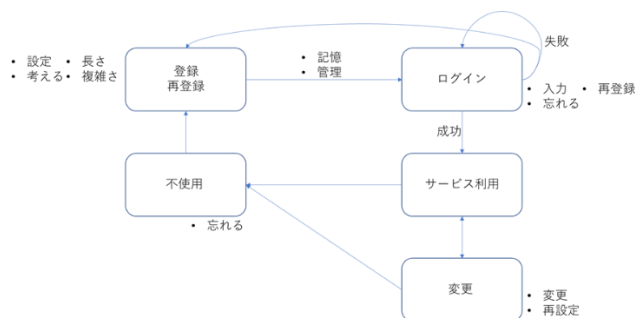 失敗
• 設定 • 長さ
• 考える • 複雑さ
登録
再登録
• 記憶
• 管理
ログイン
• 入力 • 再登録
• 忘れる
成功
不使用
サービス利用
• 忘れる
変更
• 変更
• 再設定